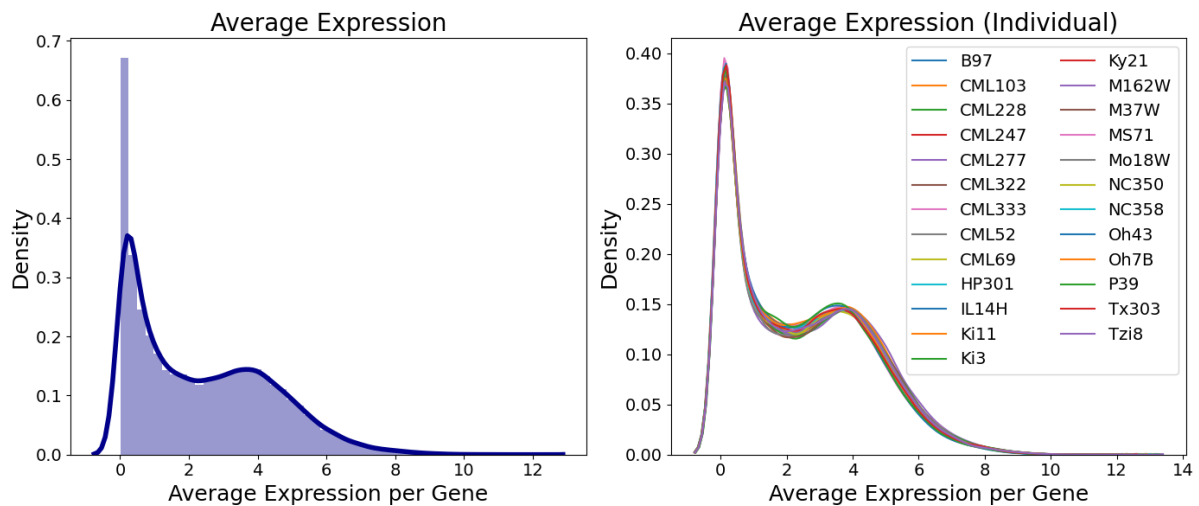 Average Expression
Density
0.7
0.6
0.5
0.4
0.3
0.2
0.1
0.0
0
2
4
6
8
10
12
Average Expression per Gene
Average Expression (Individual)
Density
0.40
0.35
0.30
0.25
0.20
0.15
0.10
0.05
0.00
B97
CML103
CML228
CML247
CML277
CML322
CML333
CML52
CML69
HP301
IL14H
Ki11
Ki3
Ky21
M162W
M37W
MS71
Mo18W
NC350
NC358
Oh43
Oh7B
P39
Tx303
Tzi8
0
2
4
6
8
10
12
14
Average Expression per Gene